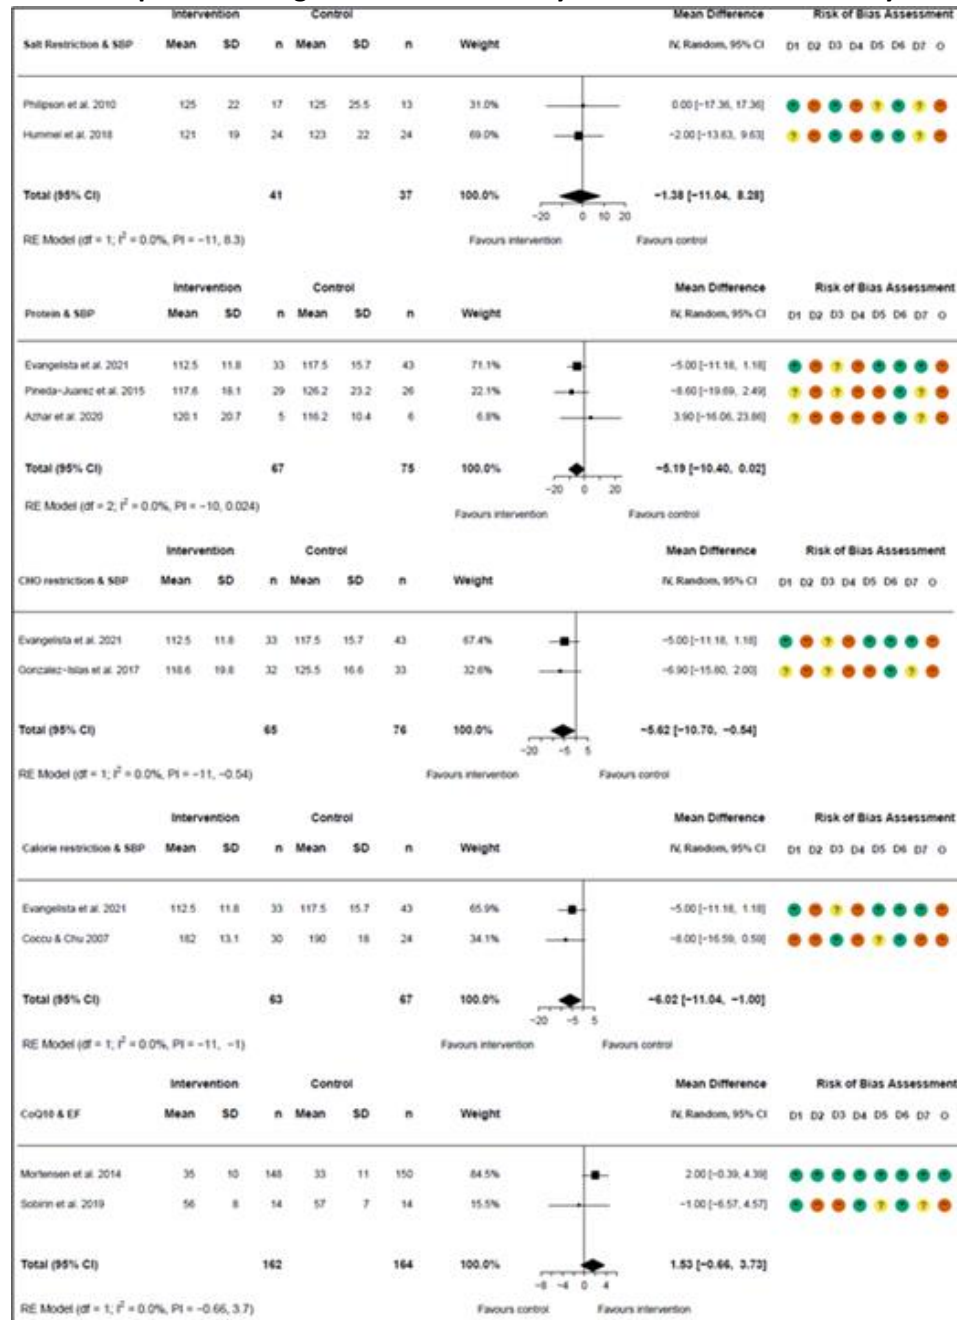 Intervention Control Mean Difference Risk of Bias Assessment
Salt Restriction & SBP Mean SD n Mean SD n Weight IV, Random, 95% CI D1 D2 D3 D4 D5 D6 D7 O
Philipson et al. 2010 125 22 17 125 25.5 13 31.0% 0.00 [−17.36, 17.36]
Hummel et al. 2018 121 19 24 123 22 24 69.0% −2.00 [−13.63, 9.63]
Total (95% CI) 41 37 100.0% −1.38 [−11.04, 8.28]
−20 0 10 20
RE Model (df = 1; I² = 0.0%, PI = −11, 8.3) Favours intervention Favours control
Intervention Control Mean Difference Risk of Bias Assessment
Protein & SBP Mean SD n Mean SD n Weight IV, Random, 95% CI D1 D2 D3 D4 D5 D6 D7 O
Evangelista et al. 2021 112.5 11.8 33 117.5 15.7 43 71.1% −5.00 [−11.18, 1.18]
Pineda−Juarez et al. 2015 117.6 18.1 29 126.2 23.2 26 22.1% −8.60 [−19.69, 2.49]
Azhar et al. 2020 120.1 20.7 5 116.2 10.4 6 6.8% 3.90 [−16.06, 23.86]
Total (95% CI) 67 75 100.0% −5.19 [−10.40, 0.02]
−20 0 20
RE Model (df = 2; I² = 0.0%, PI = −10, 0.024) Favours intervention Favours control
Intervention Control Mean Difference Risk of Bias Assessment
CHO restriction & SBP Mean SD n Mean SD n Weight IV, Random, 95% CI D1 D2 D3 D4 D5 D6 D7 O
Evangelista et al. 2021 112.5 11.8 33 117.5 15.7 43 67.4% −5.00 [−11.18, 1.18]
Gonzalez−Islas et al. 2017 118.6 19.8 32 125.5 16.6 33 32.6% −6.90 [−15.80, 2.00]
Total (95% CI) 65 76 100.0% −5.62 [−10.70, −0.54]
−20 −5 5
RE Model (df = 1; I² = 0.0%, PI = −11, −0.54) Favours intervention Favours control
Intervention Control Mean Difference Risk of Bias Assessment
Calorie restriction & SBP Mean SD n Mean SD n Weight IV, Random, 95% CI D1 D2 D3 D4 D5 D6 D7 O
Evangelista et al. 2021 112.5 11.8 33 117.5 15.7 43 65.9% −5.00 [−11.18, 1.18]
Coccu & Chu 2007 182 13.1 30 190 18 24 34.1% −8.00 [−16.59, 0.59]
Total (95% CI) 63 67 100.0% −6.02 [−11.04, −1.00]
−20 −5 5
RE Model (df = 1; I² = 0.0%, PI = −11, −1) Favours intervention Favours control
Intervention Control Mean Difference Risk of Bias Assessment
CoQ10 & EF Mean SD n Mean SD n Weight IV, Random, 95% CI D1 D2 D3 D4 D5 D6 D7 O
Mortensen et al. 2014 35 10 148 33 11 150 84.5% 2.00 [−0.39, 4.39]
Sobirin et al. 2019 56 8 14 57 7 14 15.5% −1.00 [−6.57, 4.57]
Total (95% CI) 162 164 100.0% 1.53 [−0.66, 3.73]
−8 −4 0 4
RE Model (df = 1; I² = 0.0%, PI = −0.66, 3.7) Favours control Favours intervention